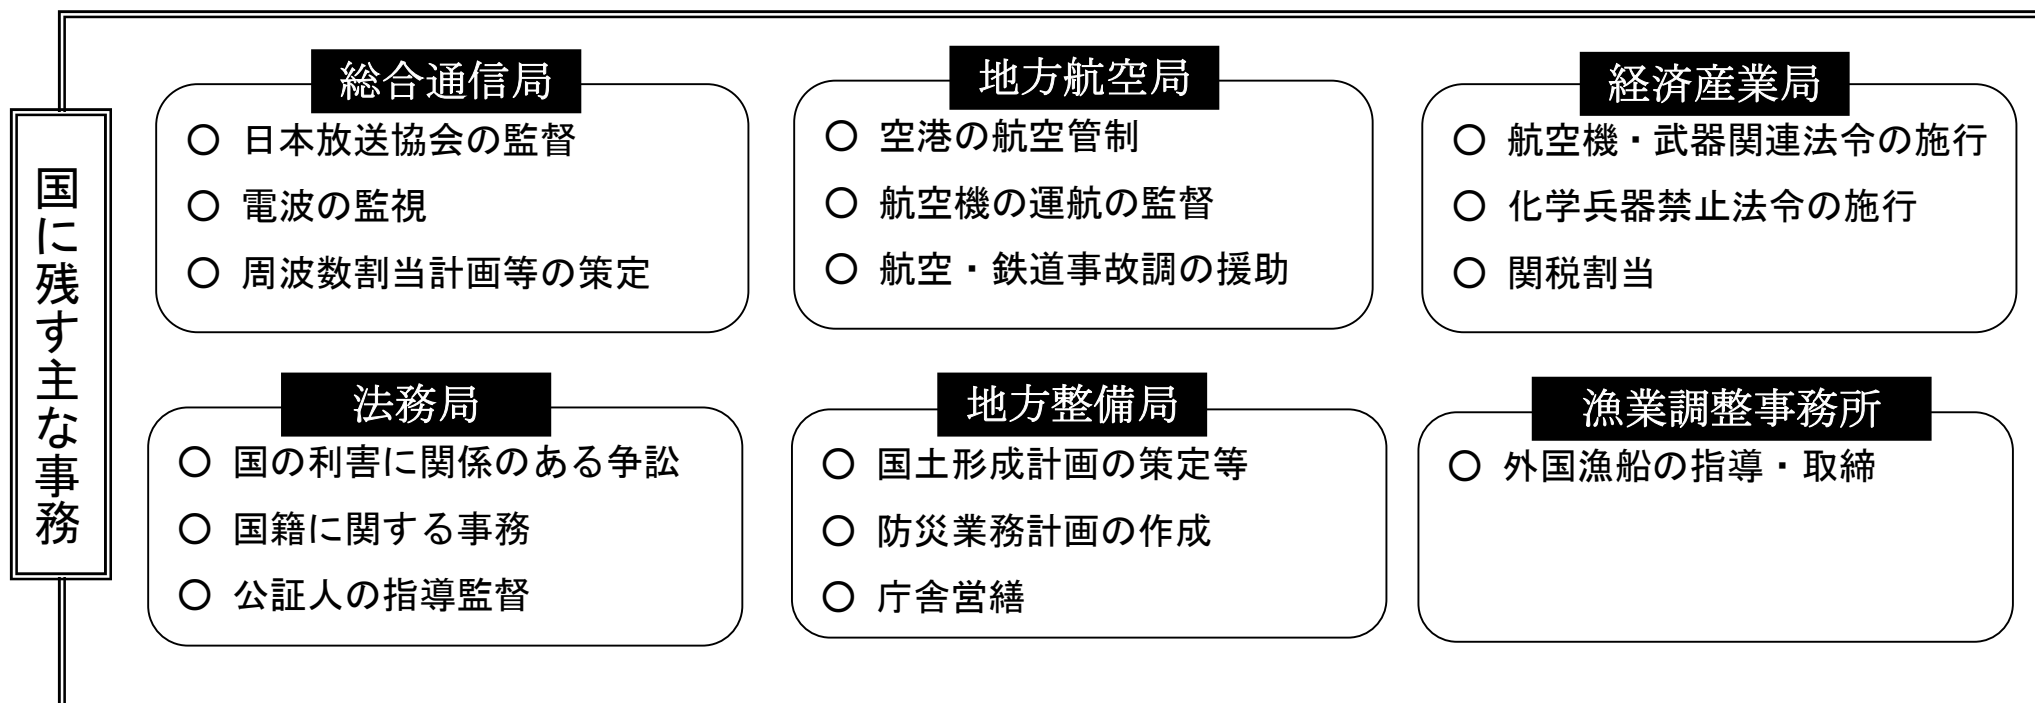 国に残す主な事務
総合通信局
○ 日本放送協会の監督
○ 電波の監視
○ 周波数割当計画等の策定
地方航空局
○ 空港の航空管制
○ 航空機の運航の監督
○ 航空・鉄道事故調の援助
経済産業局
○ 航空機・武器関連法令の施行
○ 化学兵器禁止法令の施行
○ 関税割当
法務局
○ 国の利害に関係のある争訟
○ 国籍に関する事務
○ 公証人の指導監督
地方整備局
○ 国土形成計画の策定等
○ 防災業務計画の作成
○ 庁舎営繕
漁業調整事務所
○ 外国漁船の指導・取締